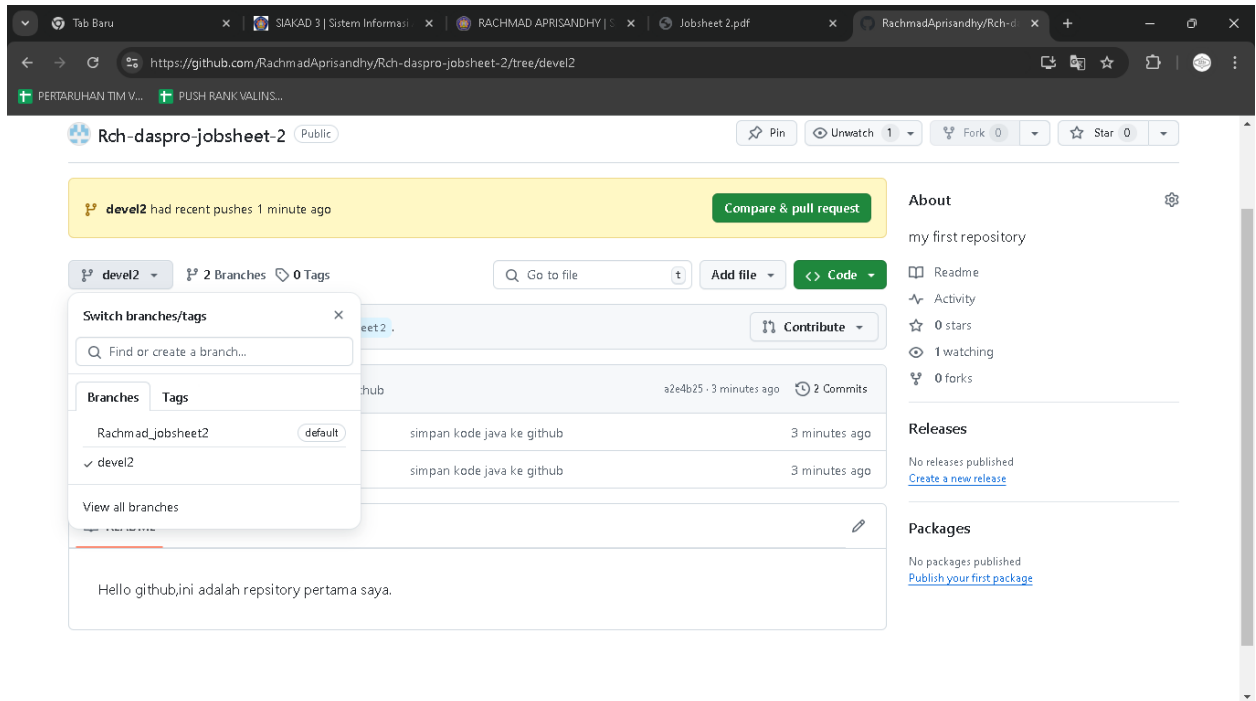 Tab Baru
SIAKAD 3 | Sistem Informasi
RACHMAD APRISANDHY | S
Jobsheet 2.pdf
RachmadAprisandhy/Rch-d
https://github.com/RachmadAprisandhy/Rch-daspro-jobsheet-2/tree/devel2
PERTARUHAN TIM V...
PUSH RANK VALINS...
Rch-daspro-jobsheet-2 Public
Pin
Unwatch 1
Fork 0
Star 0
devel2 had recent pushes 1 minute ago
Compare & pull request
devel2
2 Branches
0 Tags
Go to file
t
Add file
<> Code
Switch branches/tags
Find or create a branch...
Branches
Tags
Rachmad_jobsheet2 default
devel2
View all branches
eet2 .
Contribute
hub
a2e4b25 · 3 minutes ago
2 Commits
simpan kode java ke github 3 minutes ago
simpan kode java ke github 3 minutes ago
README
Hello github,ini adalah repsitory pertama saya.
About
my first repository
Readme
Activity
0 stars
1 watching
0 forks
Releases
No releases published
Create a new release
Packages
No packages published
Publish your first package